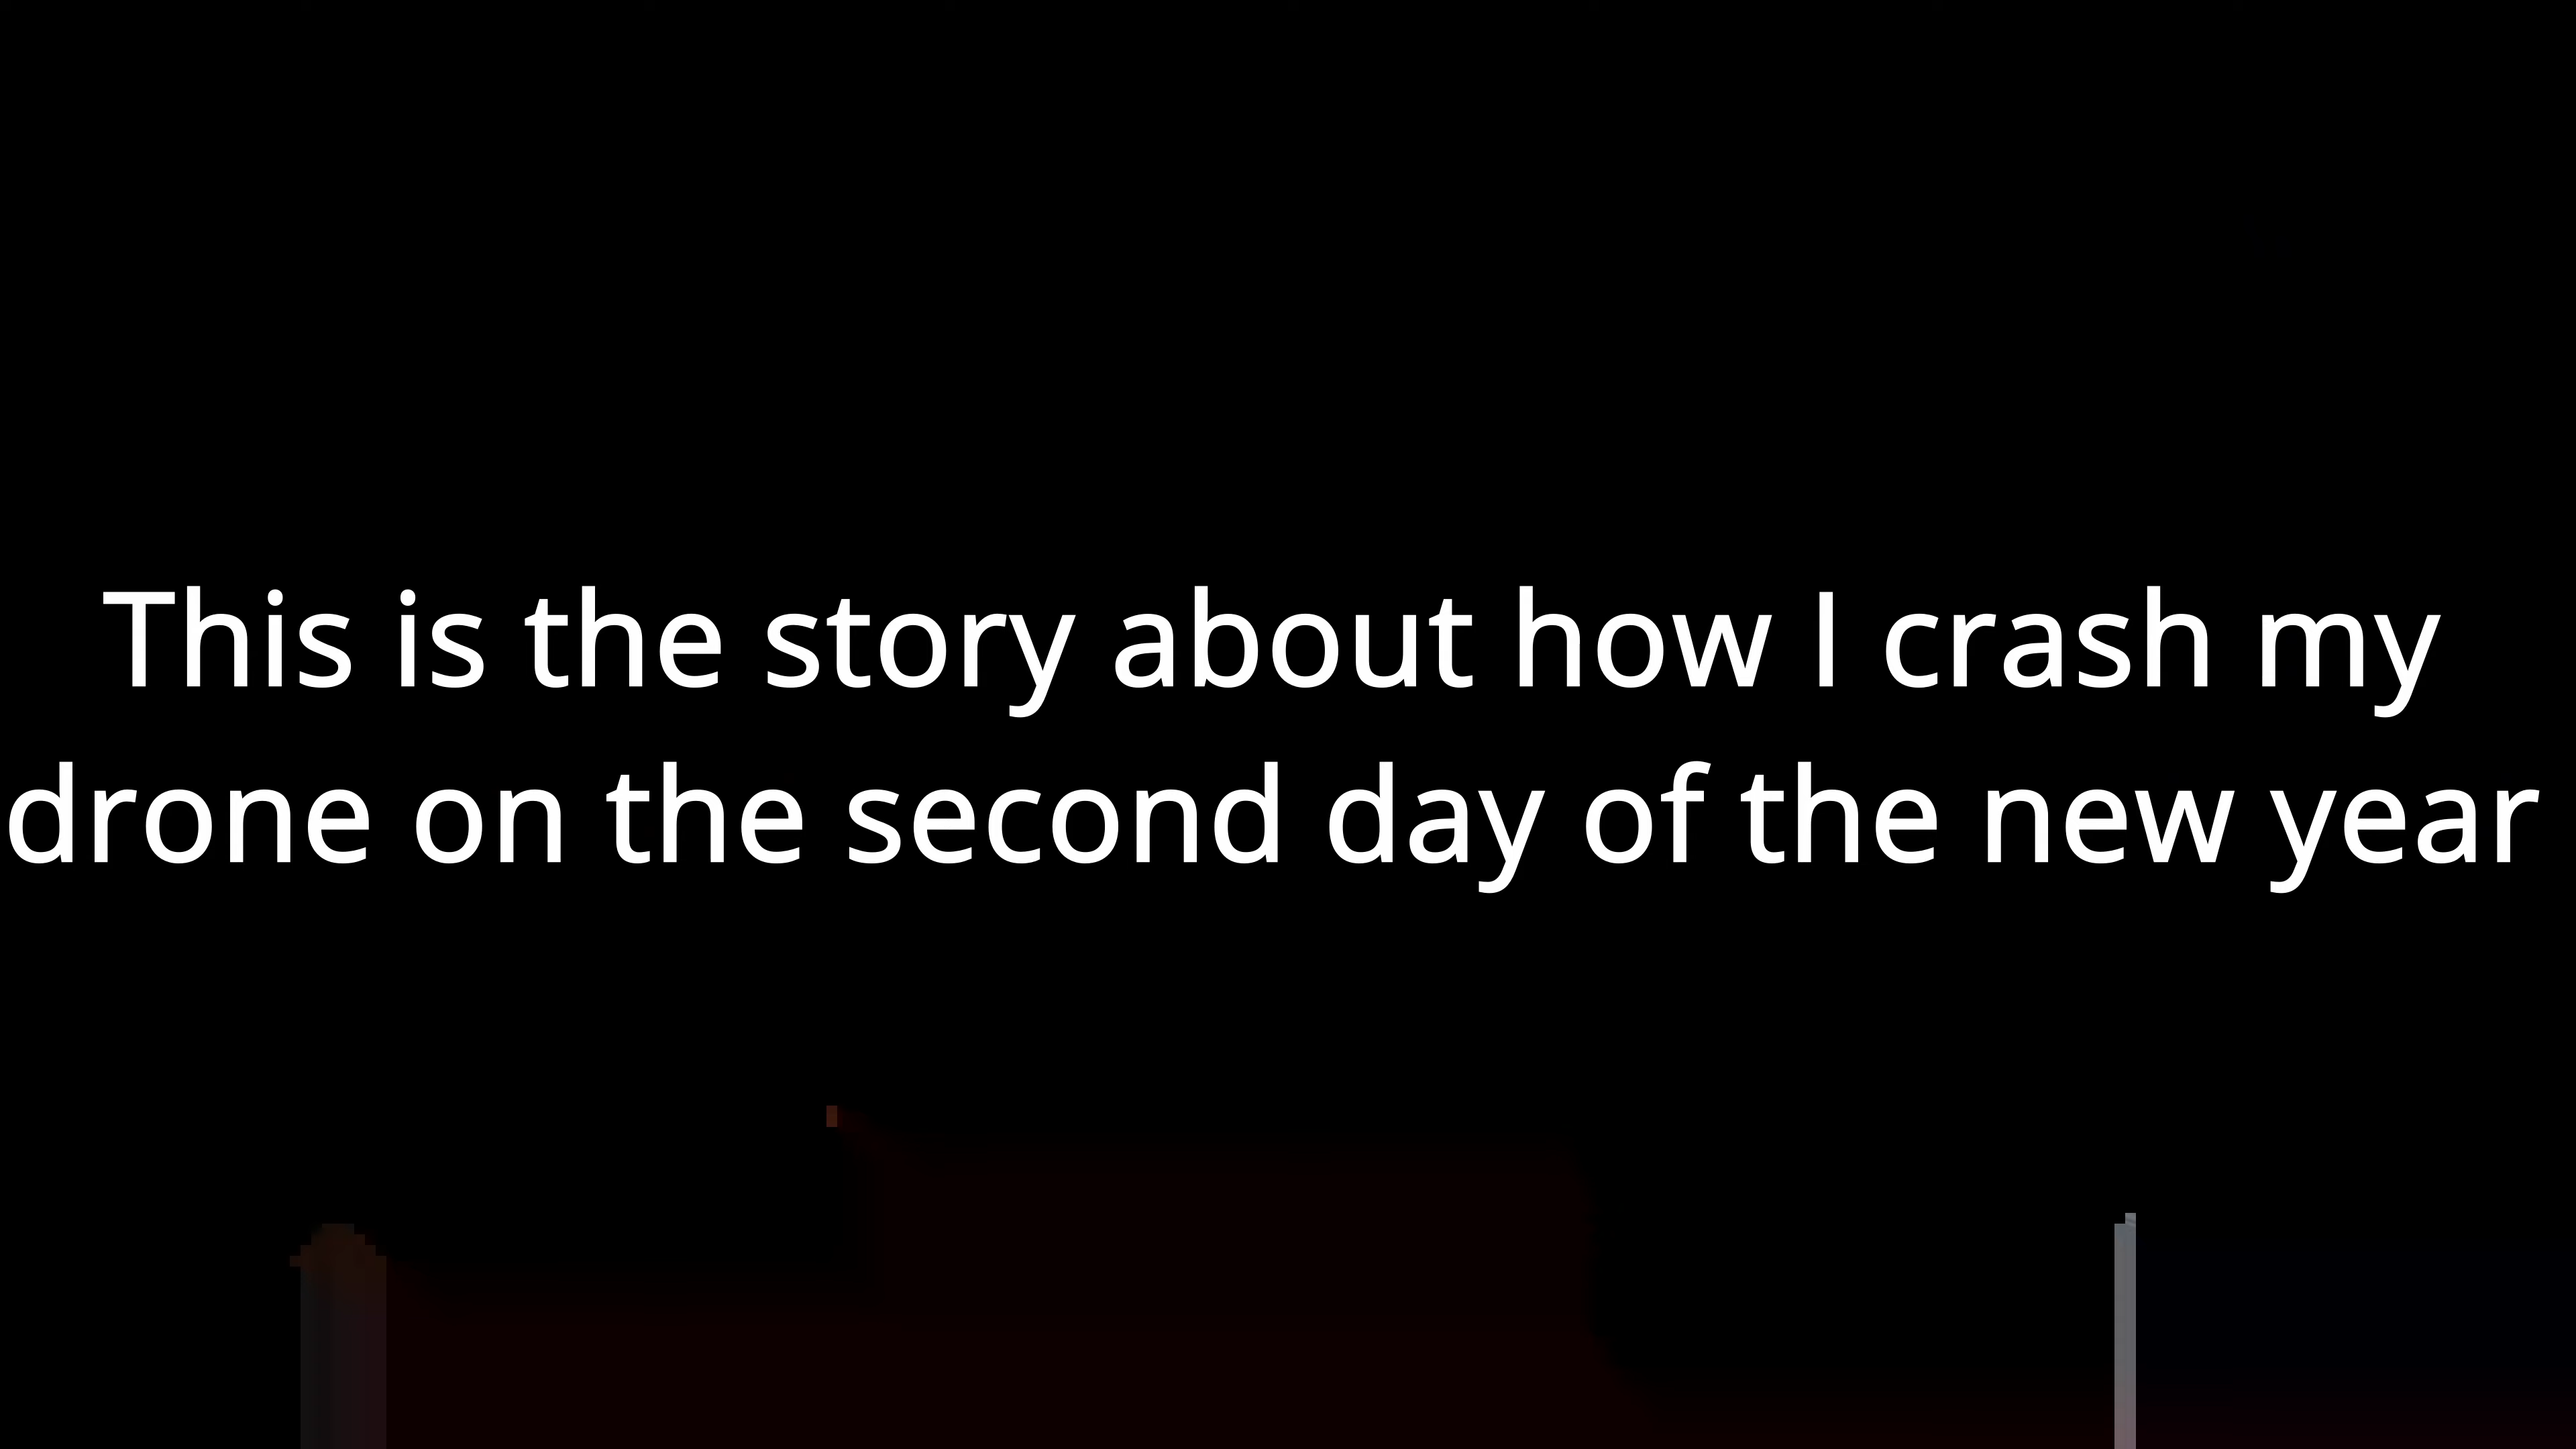 This is the story about how I crash my
drone on the second day of the new year